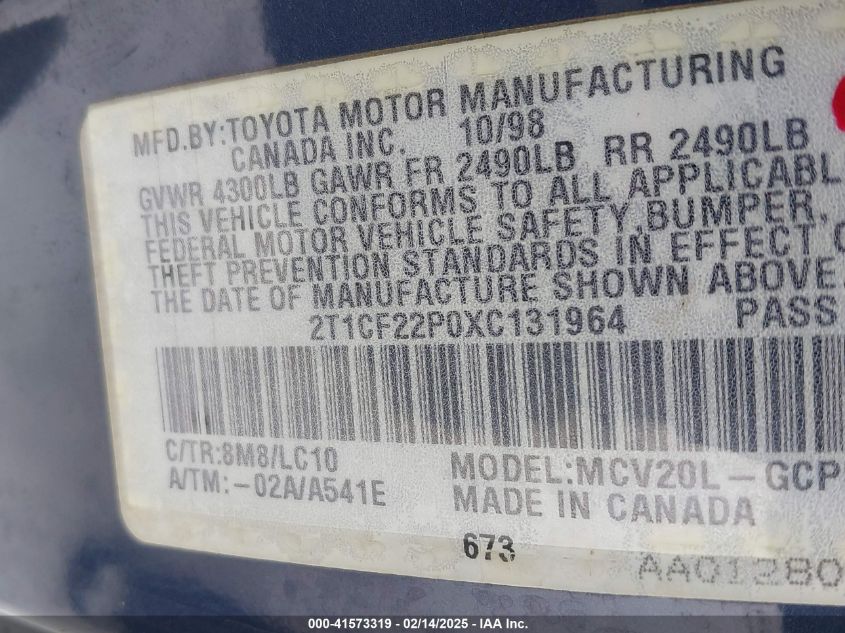 MFD.BY:TOYOTA MOTOR MANUFACTURING
CANADA INC. 10/98
GVWR 4300LB GAWR FR 2490LB RR 2490LB
THIS VEHICLE CONFORMS TO ALL APPLICABL
FEDERAL MOTOR VEHICLE SAFETY,BUMPER,
THEFT PREVENTION STANDARDS IN EFFECT
THE DATE OF MANUFACTURE SHOWN ABOVE.
2T1CF22P0XC131964 PASS
C/TR:8M8/LC10
A/TM:-02A/A541E
MODEL:MCV20L-GCP
MADE IN CANADA
673
AA01280
000-41573319 - 02/14/2025 - IAA Inc.